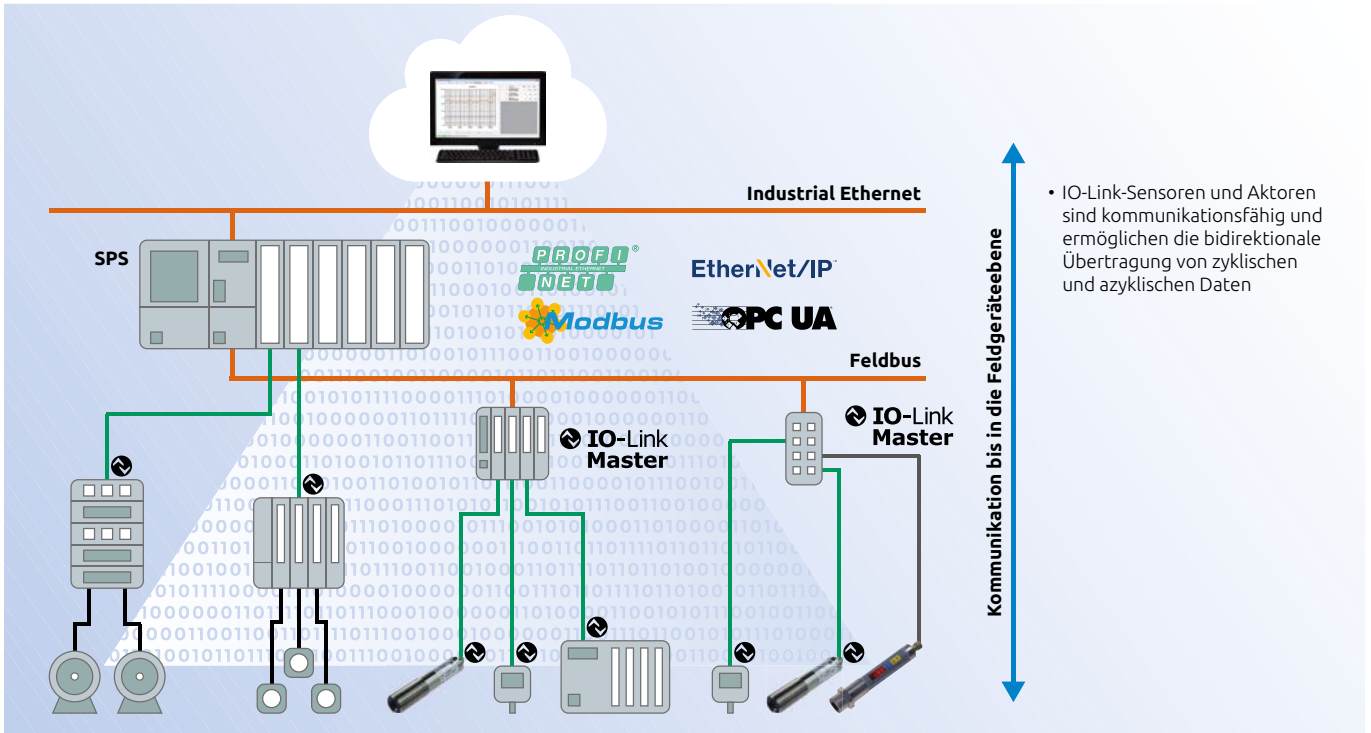 Industrial Ethernet
SPS
PROFI®
INDUSTRIAL ETHERNET
NET
EtherNet/IP™
Modbus
OPC UA
Feldbus
IO-Link
Master
IO-Link
Master
Kommunikation bis in die Feldgeräteebene
• IO-Link-Sensoren und Aktoren
sind kommunikationsfähig und
ermöglichen die bidirektionale
Übertragung von zyklischen
und azyklischen Daten